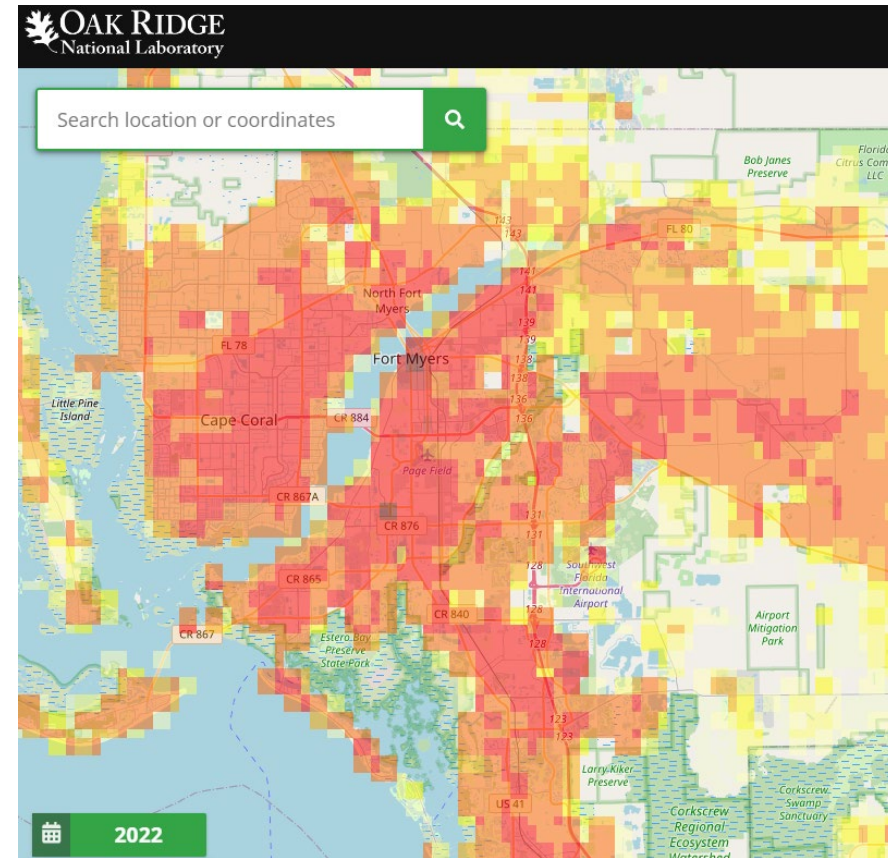 OAK RIDGE
National Laboratory
Search location or coordinates
Bob Janes
Preserve
Florida
Citrus Com
LLC
143
143
FL 80
141
141
North Fort
Myers
139
139
FL 78
Fort Myers
138
138
Little Pine
Island
136
136
Cape Coral
CR 884
Page Field
CR 867A
CR 876
131
131
128
Southwest
Florida
International
Airport
CR 865
128
CR 840
Airport
Mitigation
Park
CR 867
Estero Bay
Preserve
State Park
128
123
123
Larry Kiker
Preserve
US 41
Corkscrew
Swamp
Sanctuary
Corkscrew
Regional
Ecosystem
Watershed
2022